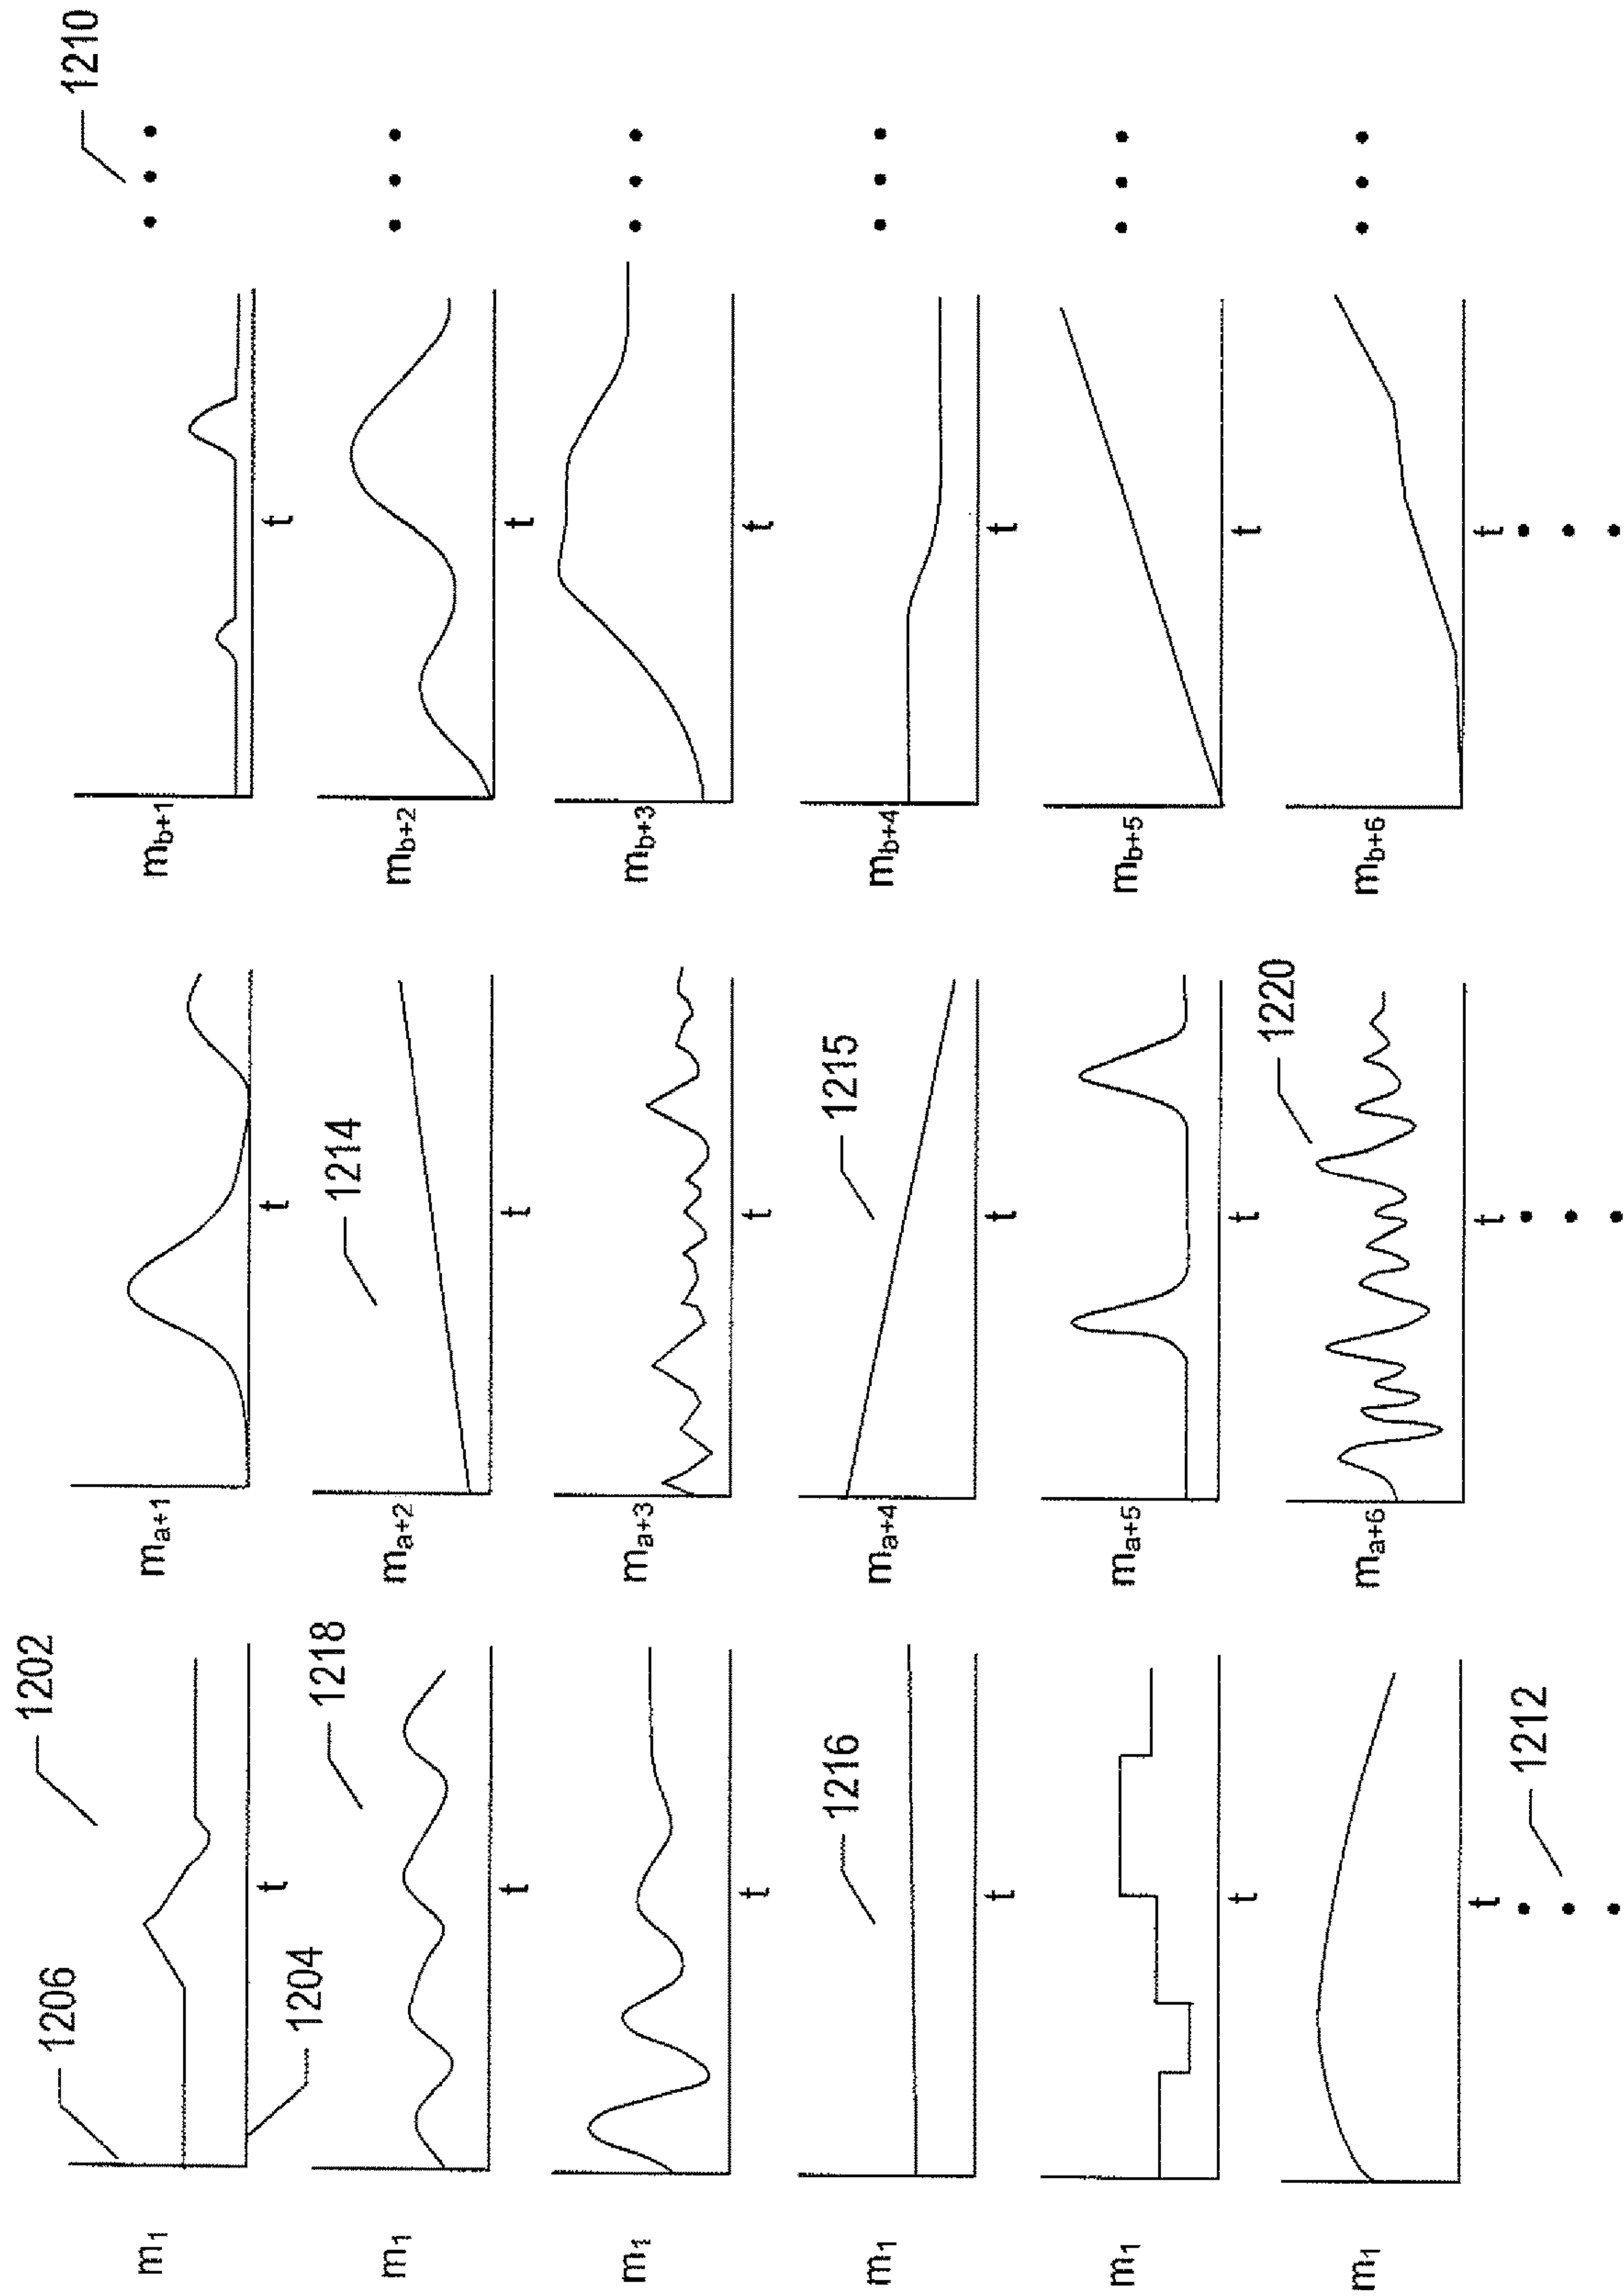 1202
1206
1210
m1 ma+1 mb+1
t t t
1204
1218 1214
m1 ma+2 mb+2
t t t
m1 ma+3 mb+3
t t t
1216 1215
m1 ma+4 mb+4
t t t
m1 ma+5 mb+5
t t t
1220
m1 ma+6 mb+6
t t t
1212